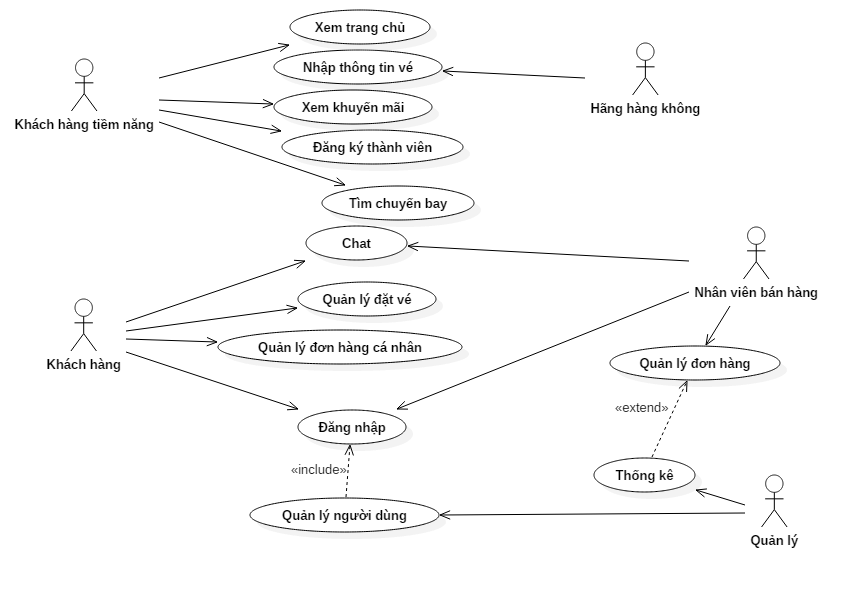 Xem trang chủ
Nhập thông tin vé
Xem khuyến mãi
Đăng ký thành viên
Tìm chuyến bay
Khách hàng tiềm năng
Hãng hàng không
Chat
Quản lý đặt vé
Quản lý đơn hàng cá nhân
Khách hàng
Nhân viên bán hàng
Quản lý đơn hàng
«extend»
Đăng nhập
«include»
Thống kê
Quản lý người dùng
Quản lý